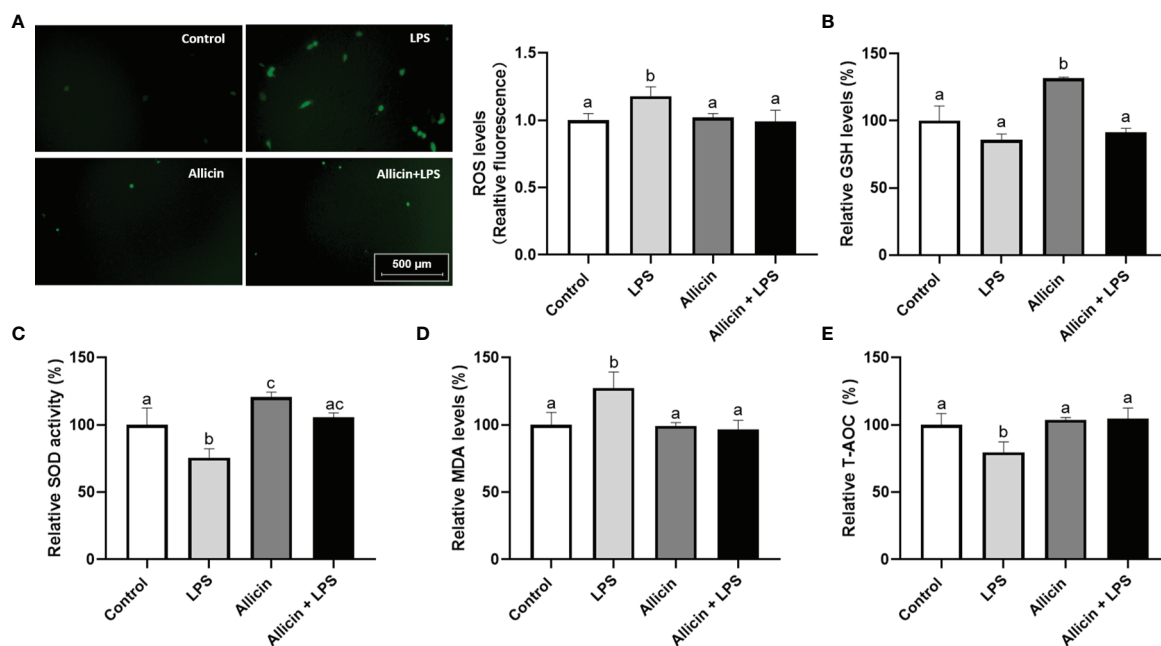 A
Control
LPS
Allicin
Allicin+LPS
500 µm
ROS levels
(Realtive fluorescence)
1.5
1.0
0.5
0.0
a
b
a
a
Control
LPS
Allicin
Allicin + LPS
B
Relative GSH levels (%)
150
100
50
0
a
a
b
a
Control
LPS
Allicin
Allicin + LPS
C
Relative SOD activity (%)
150
100
50
0
a
b
c
ac
Control
LPS
Allicin
Allicin + LPS
D
Relative MDA levels (%)
150
100
50
0
a
b
a
a
Control
LPS
Allicin
Allicin + LPS
E
Relative T-AOC (%)
150
100
50
0
a
b
a
a
Control
LPS
Allicin
Allicin + LPS